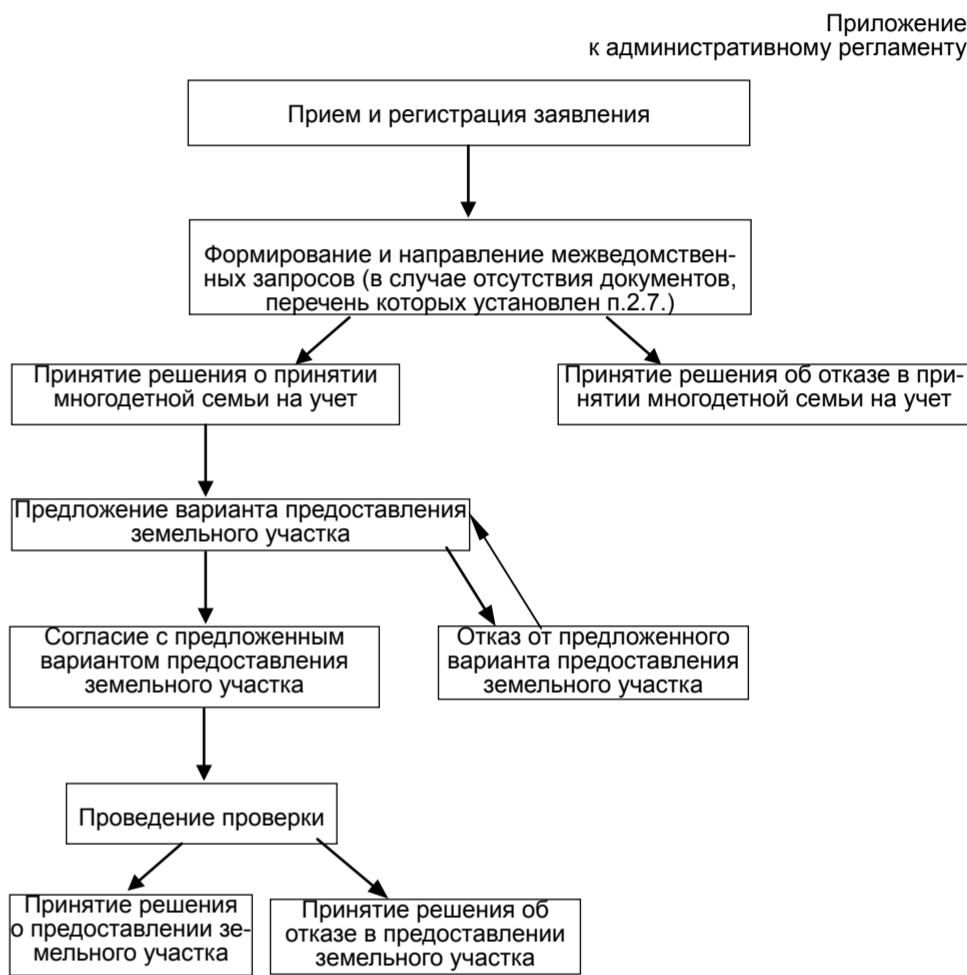 Приложение
к административному регламенту
Прием и регистрация заявления
Формирование и направление межведомствен-
ных запросов (в случае отсутствия документов,
перечень которых установлен п.2.7.)
Принятие решения о принятии
многодетной семьи на учет
Принятие решения об отказе в при-
нятии многодетной семьи на учет
Предложение варианта предоставления
земельного участка
Согласие с предложенным
вариантом предоставления
земельного участка
Отказ от предложенного
варианта предоставления
земельного участка
Проведение проверки
Принятие решения
о предоставлении зе-
мельного участка
Принятие решения об
отказе в предоставлении
земельного участка